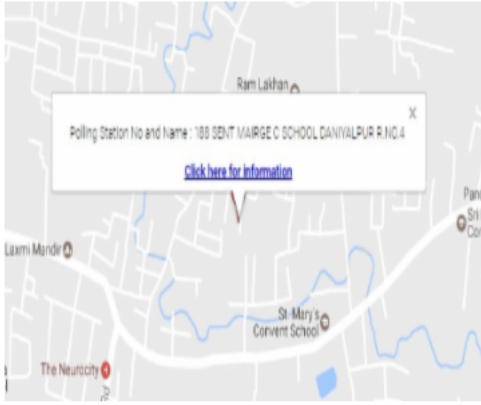 Ram Lakhan
×
Polling Station No and Name : 188 SENT MAIRGE C SCHOOL DANIYALPUR R.NO.4
Click here for information
Laxmi Mandir
St. Mary's
Convent School
The Neurocity
Rd